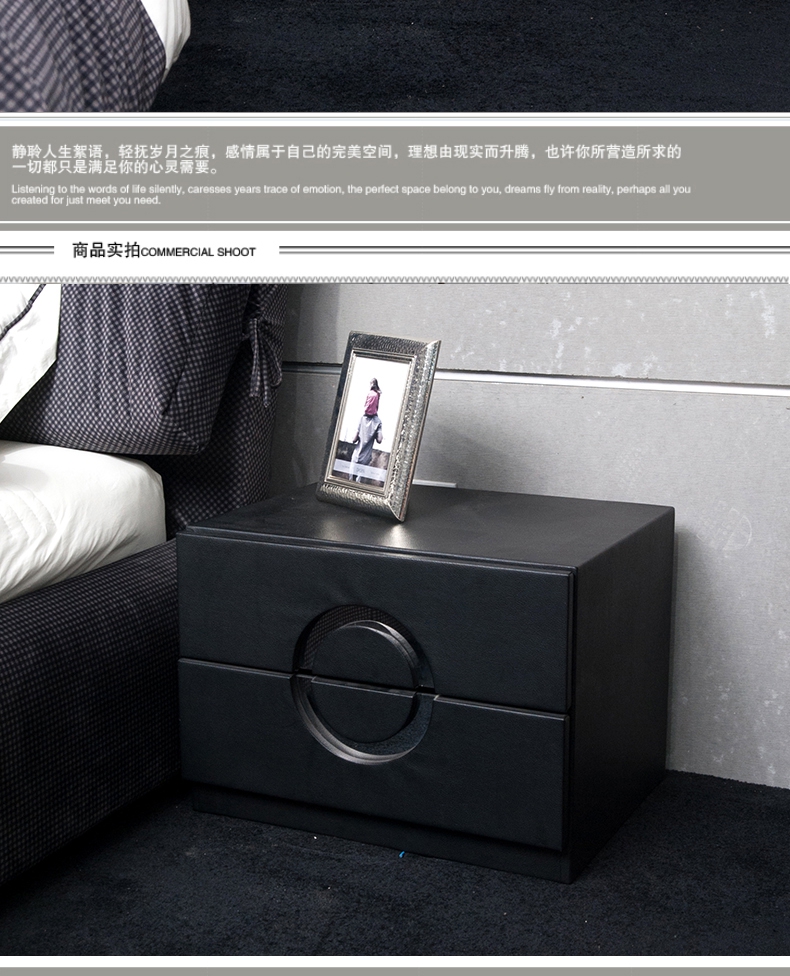 静聆人生絮语，轻抚岁月之痕，感情属于自己的完美空间，理想由现实而升腾，也许你所营造所求的
一切都只是满足你的心灵需要。
Listening to the words of life silently, caresses years trace of emotion, the perfect space belong to you, dreams fly from reality, perhaps all you
created for just meet you need.
商品实拍COMMERCIAL SHOOT